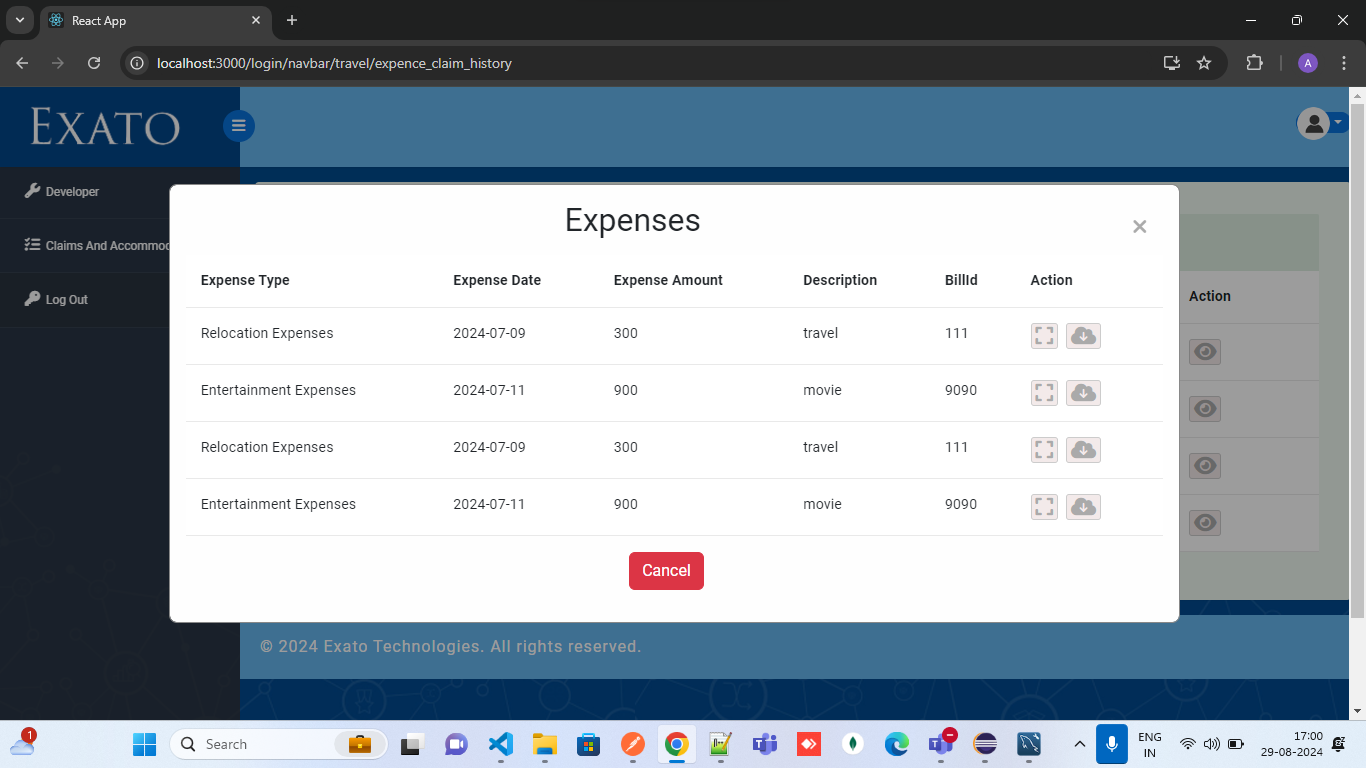 React App
localhost:3000/login/navbar/travel/expence_claim_history
A
EXATO
Developer
Claims And Accommod
Log Out
Expenses
Expense Type Expense Date Expense Amount Description BillId Action
Relocation Expenses 2024-07-09 300 travel 111
Entertainment Expenses 2024-07-11 900 movie 9090
Relocation Expenses 2024-07-09 300 travel 111
Entertainment Expenses 2024-07-11 900 movie 9090
Cancel
Action
© 2024 Exato Technologies. All rights reserved.
1
Search
ENG
IN
17:00
29-08-2024